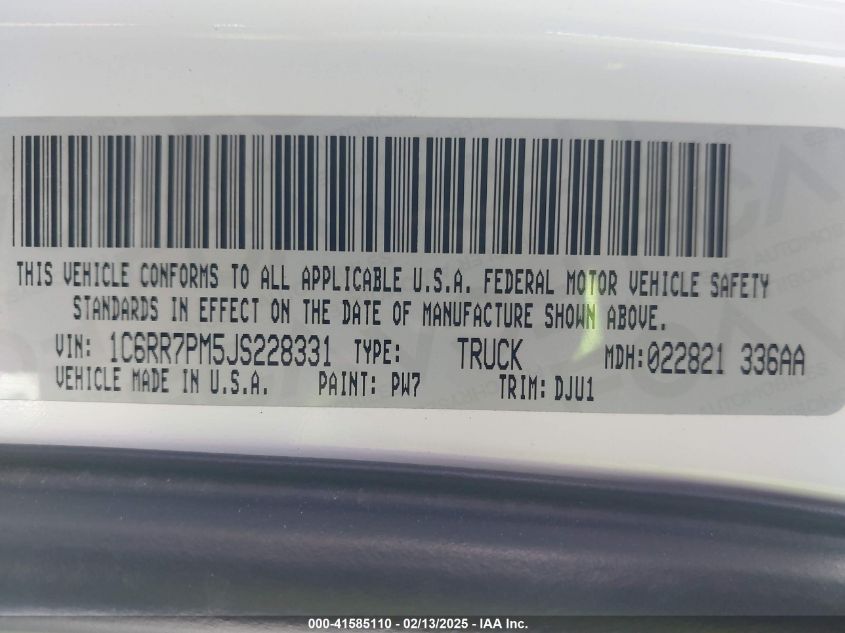 THIS VEHICLE CONFORMS TO ALL APPLICABLE U.S.A. FEDERAL MOTOR VEHICLE SAFETY
STANDARDS IN EFFECT ON THE DATE OF MANUFACTURE SHOWN ABOVE.
VIN: 1C6RR7PM5JS228331 TYPE: TRUCK MDH:022821 336AA
VEHICLE MADE IN U.S.A. PAINT: PW7 TRIM: DJU1
000-41585110 - 02/13/2025 - IAA Inc.